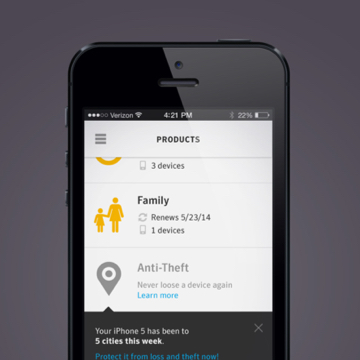 Verizon 4:21 PM 22%
PRODUCTS
3 devices
Family
Renews 5/23/14
1 devices
Anti-Theft
Never loose a device again
Learn more
Your iPhone 5 has been to
5 cities this week.
Protect it from loss and theft now!